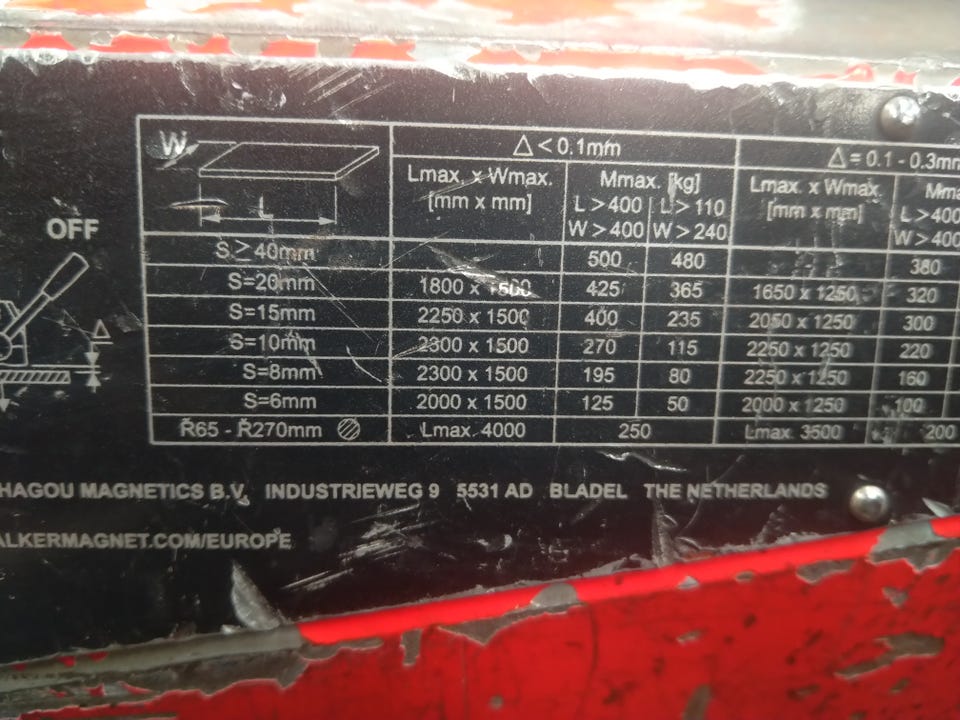 W
Δ < 0.1mm Δ = 0.1 - 0.3mm
Lmax. x Wmax. Mmax. [kg] Lmax. x Wmax.
[mm x mm] L > 400 L > 110 [mm x mm] L > 400
L W > 400 W > 240 W > 400
OFF
S ≥ 40mm 500 480 380
S=20mm 1800 x 1500 425 365 1650 x 1250 320
S=15mm 2250 x 1500 400 235 2050 x 1250 300
Δ
S=10mm 2300 x 1500 270 115 2250 x 1250 220
S=8mm 2300 x 1500 195 80 2250 x 1250 160
S=6mm 2000 x 1500 125 50 2000 x 1250 100
Ř65 - Ř270mm Lmax. 4000 250 Lmax. 3500 200
HAGOU MAGNETICS B.V. INDUSTRIEWEG 9 5531 AD BLADEL THE NETHERLANDS
ALKERMAGNET.COM/EUROPE